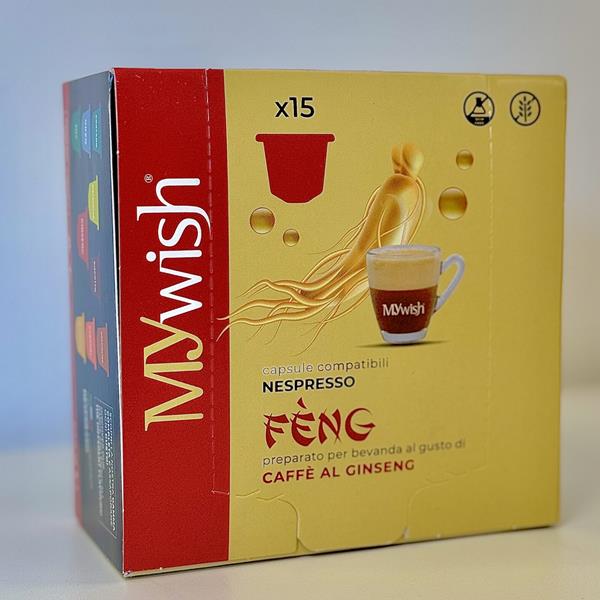 x15
MYwish®
MYwish
capsule compatibili
NESPRESSO
FÈNG
preparato per bevanda al gusto di
CAFFÈ AL GINSENG